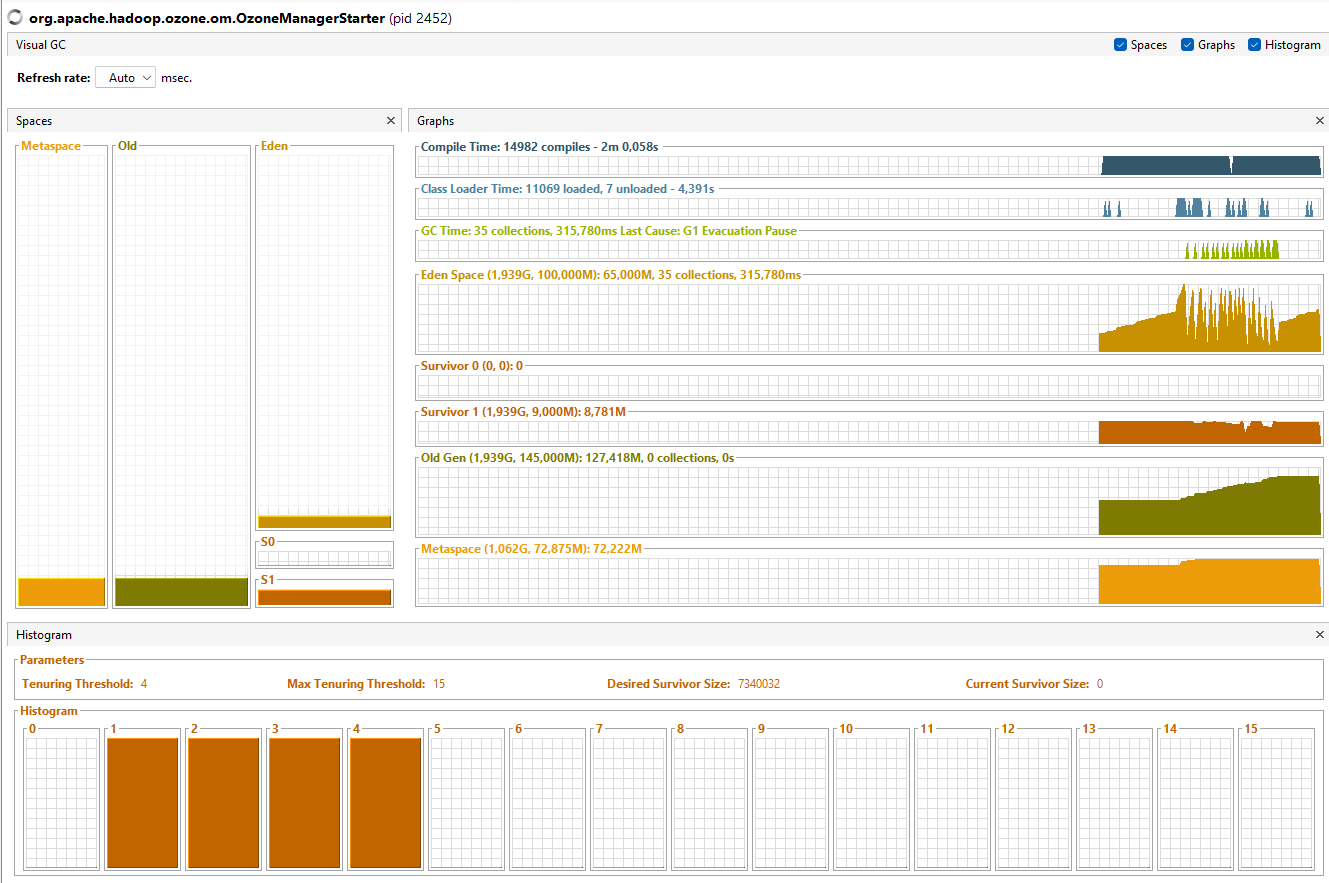 org.apache.hadoop.ozone.om.OzoneManagerStarter (pid 2452)
Visual GC
Spaces Graphs Histogram
Refresh rate: Auto msec.
Spaces
Metaspace
Old
Eden
S0
S1
Graphs
Compile Time: 14982 compiles - 2m 0,058s
Class Loader Time: 11069 loaded, 7 unloaded - 4,391s
GC Time: 35 collections, 315,780ms Last Cause: G1 Evacuation Pause
Eden Space (1,939G, 100,000M): 65,000M, 35 collections, 315,780ms
Survivor 0 (0, 0): 0
Survivor 1 (1,939G, 9,000M): 8,781M
Old Gen (1,939G, 145,000M): 127,418M, 0 collections, 0s
Metaspace (1,062G, 72,875M): 72,222M
Histogram
Parameters
Tenuring Threshold: 4 Max Tenuring Threshold: 15 Desired Survivor Size: 7340032 Current Survivor Size: 0
Histogram
0 1 2 3 4 5 6 7 8 9 10 11 12 13 14 15